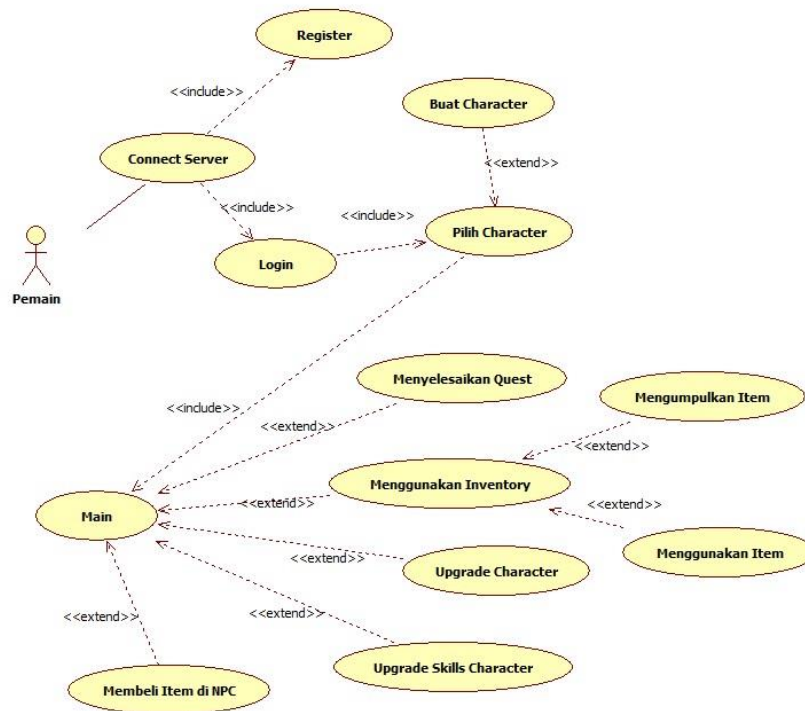 Register
<<include>>
Buat Character
Connect Server
<<extend>>
<<include>>
<<include>>
Pilih Character
Login
Pemain
Menyelesaikan Quest
Mengumpulkan Item
<<include>>
<<extend>>
<<extend>>
Menggunakan Inventory
<<extend>>
<<extend>>
Main
Menggunakan Item
<<extend>>
Upgrade Character
<<extend>>
<<extend>>
Upgrade Skills Character
Membeli Item di NPC